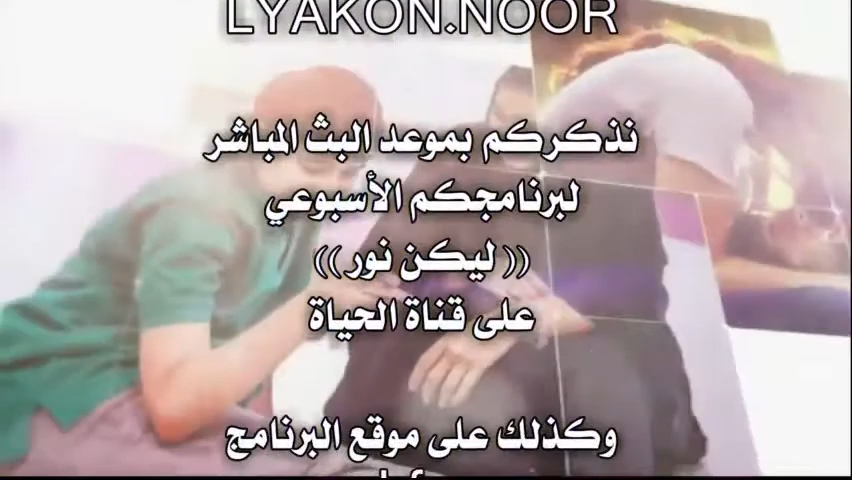 LYAKON.NOOR
نذكركم بموعد البث المباشر
لبرنامجكم الأسبوعي
(( ليكن نور ))
على قناة الحياة
وكذلك على موقع البرنامج